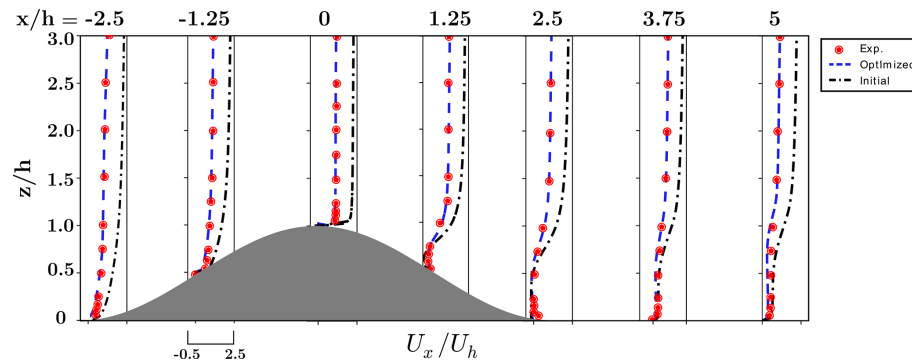 x/h = -2.5 -1.25 0 1.25 2.5 3.75 5
3.0
2.5
2.0
1.5
1.0
0.5
0
z/h
Exp.
OptImized
Initial
-0.5 2.5
U_x/U_h